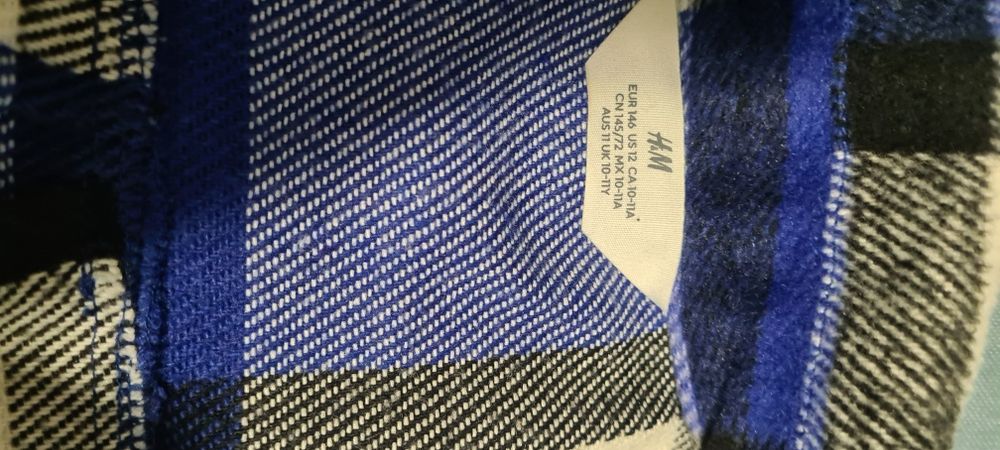 H&M
EUR 146 US 12 CA 10-11A*
CN 145/72 MX 10-11A
AUS 11 UK 10-11Y